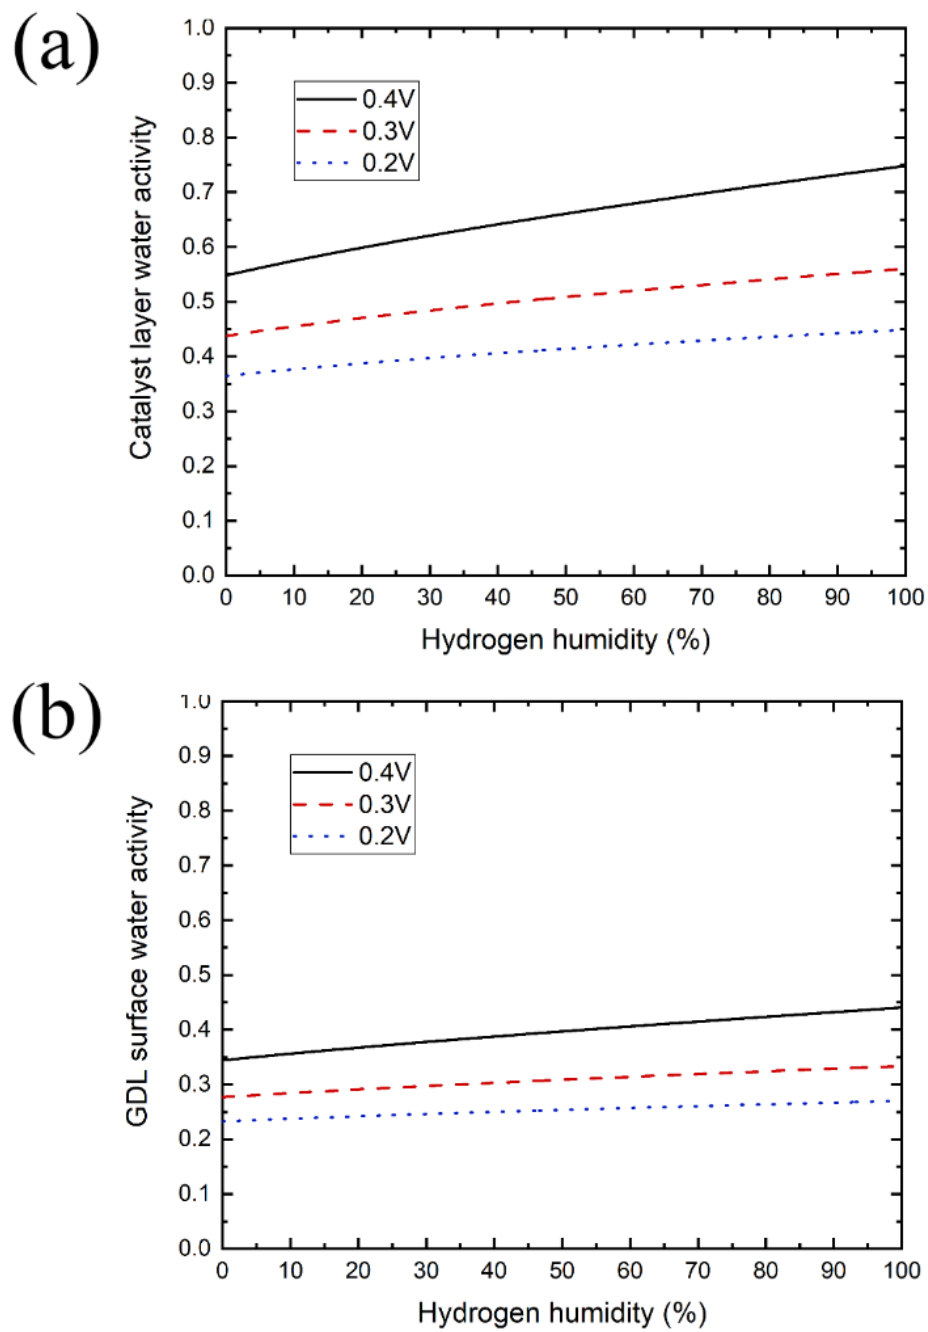 (a)
1.0
0.9
0.8
0.7
0.6
0.5
0.4
0.3
0.2
0.1
0.0
Catalyst layer water activity
0.4V
0.3V
0.2V
0 10 20 30 40 50 60 70 80 90 100
Hydrogen humidity (%)
(b)
1.0
0.9
0.8
0.7
0.6
0.5
0.4
0.3
0.2
0.1
0.0
GDL surface water activity
0.4V
0.3V
0.2V
0 10 20 30 40 50 60 70 80 90 100
Hydrogen humidity (%)